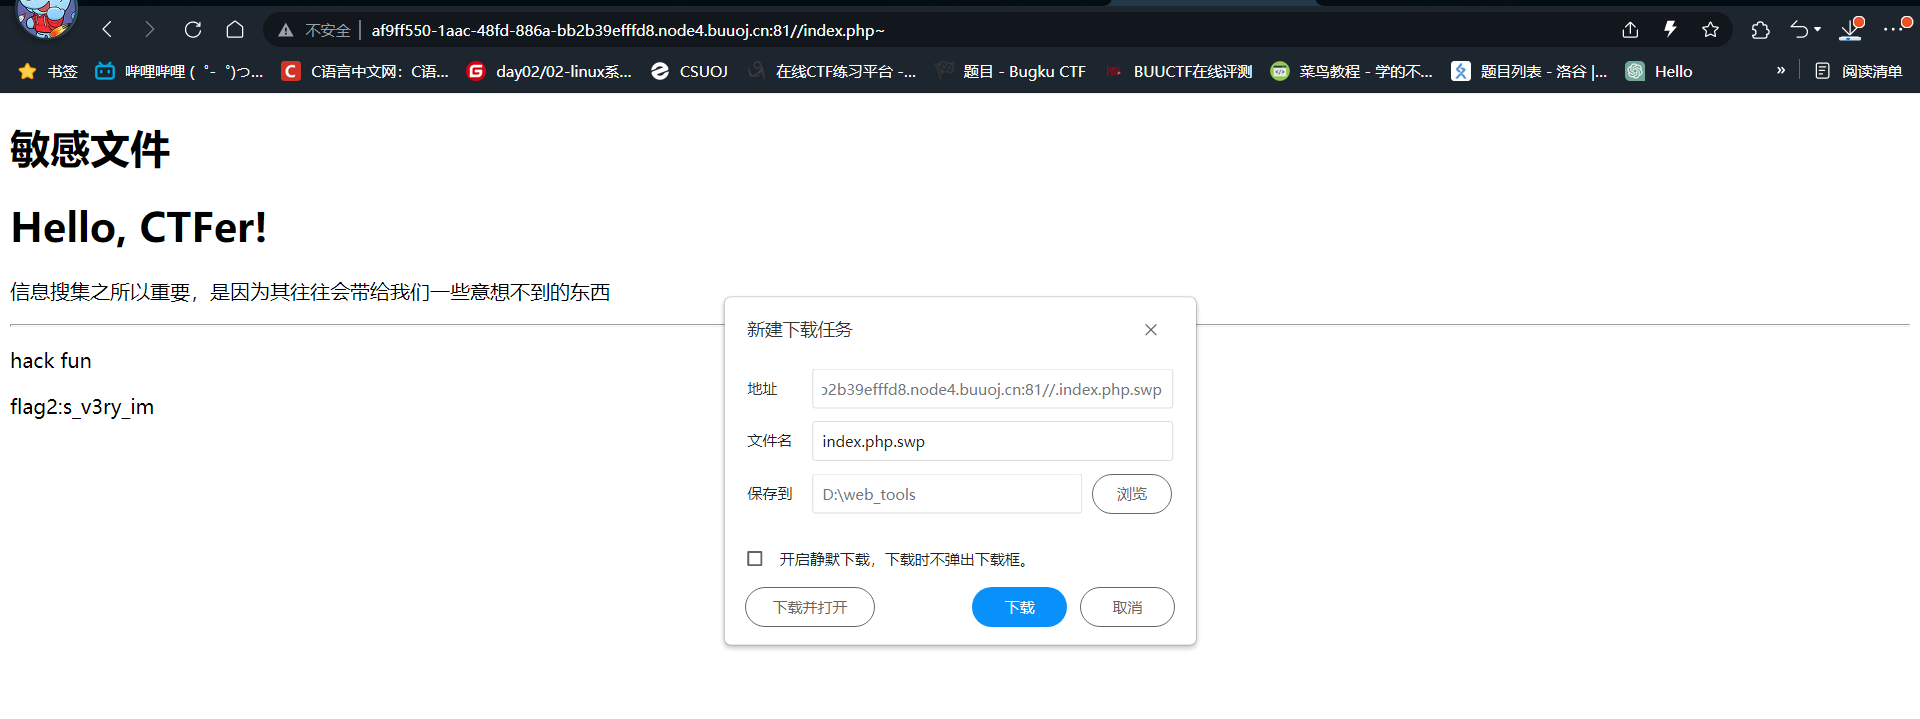 不安全 af9ff550-1aac-48fd-886a-bb2b39efffd8.node4.buuoj.cn:81//index.php~
书签 哔哩哔哩 ( ゜- ゜)つ... C语言中文网：C语... day02/02-linux系... CSUOJ 在线CTF练习平台 -... 题目 - Bugku CTF BUUCTF在线评测 菜鸟教程 - 学的不... 题目列表 - 洛谷 |... Hello » 阅读清单
敏感文件
Hello, CTFer!
信息搜集之所以重要，是因为其往往会带给我们一些意想不到的东西
hack fun
flag2:s_v3ry_im
新建下载任务
地址 b2b39efffd8.node4.buuoj.cn:81//.index.php.swp
文件名 index.php.swp
保存到 D:\web_tools 浏览
开启静默下载，下载时不弹出下载框。
下载并打开 下载 取消